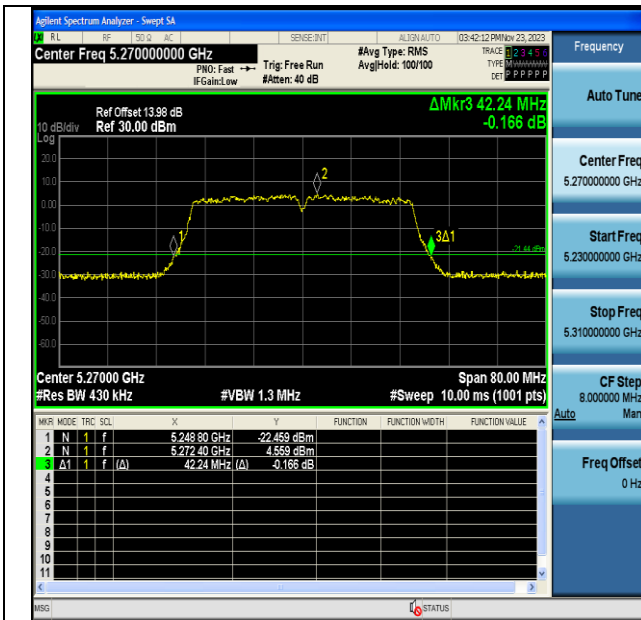 Agilent Spectrum Analyzer - Swept SA
RL RF 50 Ω AC SENSE:INT ALIGN AUTO 03:42:12 PM Nov 23, 2023
Center Freq 5.270000000 GHz
PNO: Fast
IFGain:Low
Trig: Free Run
#Atten: 40 dB
#Avg Type: RMS
Avg|Hold: 100/100
TRACE 1 2 3 4 5 6
TYPE M
DET P P P P P P
Ref Offset 13.98 dB
10 dB/div Ref 30.00 dBm
Log
ΔMkr3 42.24 MHz
-0.166 dB
20.0
10.0
0.00
-10.0
-20.0
-30.0
-40.0
-50.0
-60.0
1
2
3Δ1
-21.44 dBm
Center 5.27000 GHz Span 80.00 MHz
#Res BW 430 kHz #VBW 1.3 MHz #Sweep 10.00 ms (1001 pts)
MKR MODE TRC SCL X Y FUNCTION FUNCTION WIDTH FUNCTION VALUE
1 N 1 f 5.248 80 GHz -22.459 dBm
2 N 1 f 5.272 40 GHz 4.559 dBm
3 Δ1 1 f (Δ) 42.24 MHz (Δ) -0.166 dB
4
5
6
7
8
9
10
11
MSG STATUS
Frequency
Auto Tune
Center Freq
5.270000000 GHz
Start Freq
5.230000000 GHz
Stop Freq
5.310000000 GHz
CF Step
8.000000 MHz
Auto Man
Freq Offset
0 Hz